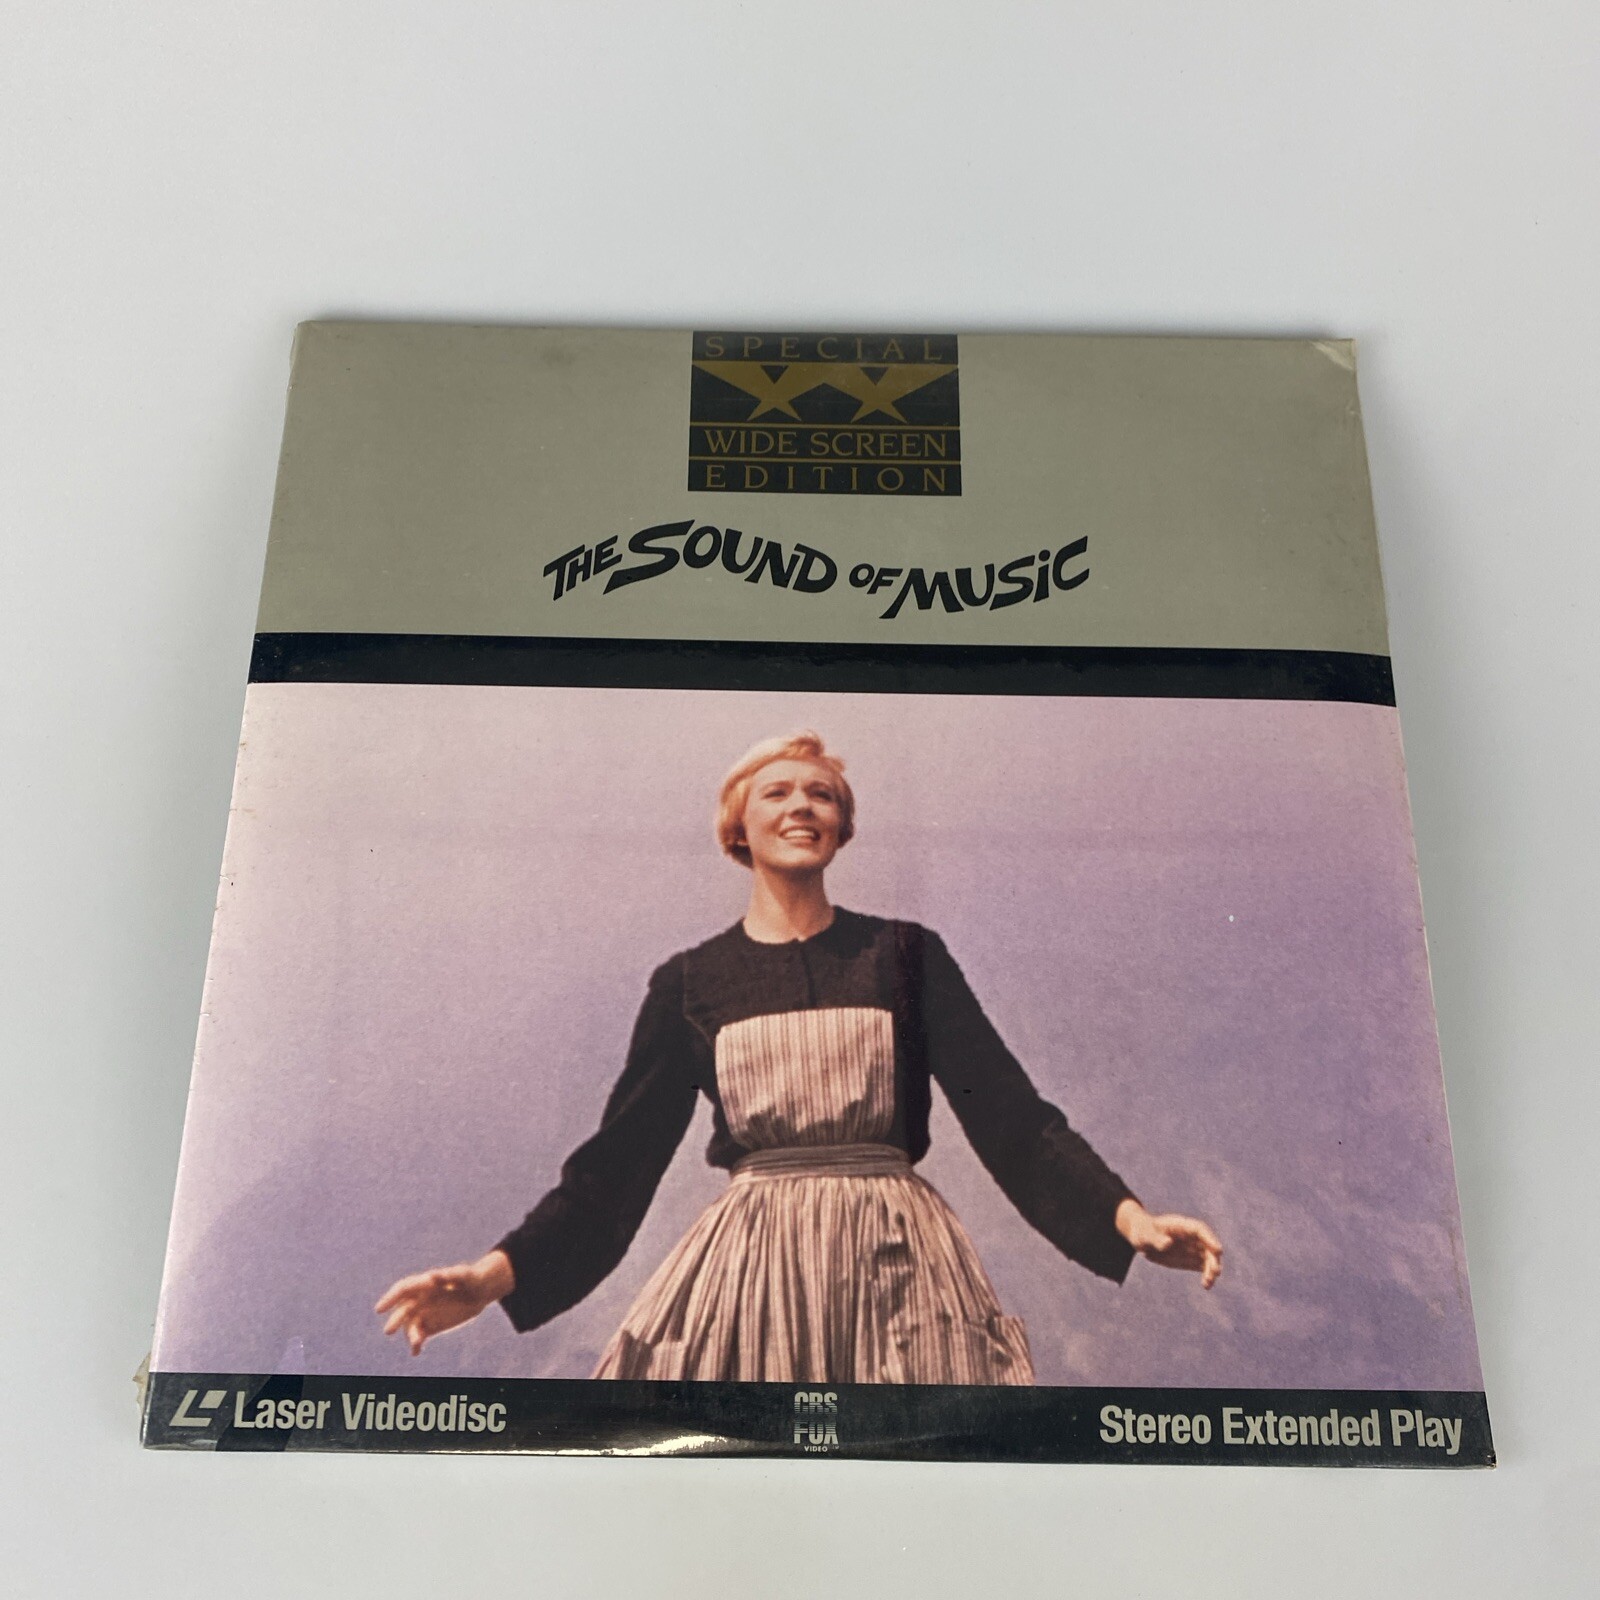 SPECIAL
WIDE SCREEN
EDITION
THE SOUND OF MUSiC
Laser Videodisc
CBS
FOX
VIDEO
Stereo Extended Play